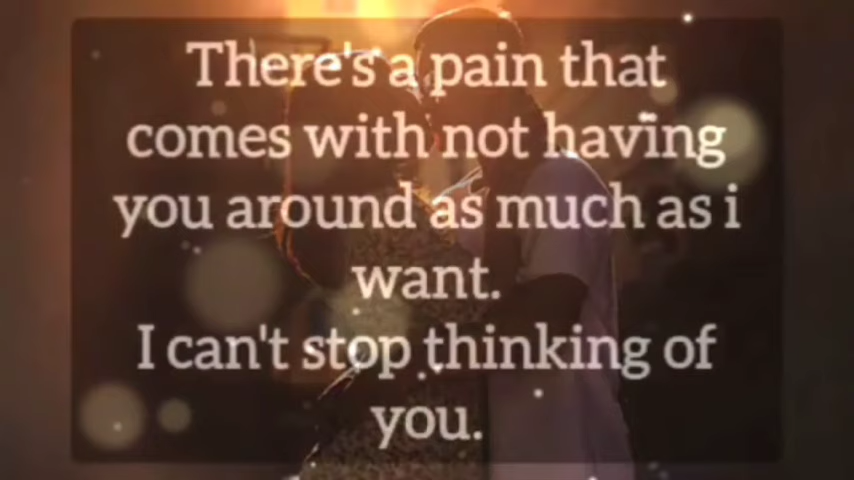 There's a pain that
comes with not having
you around as much as i
want.
I can't stop thinking of
you.